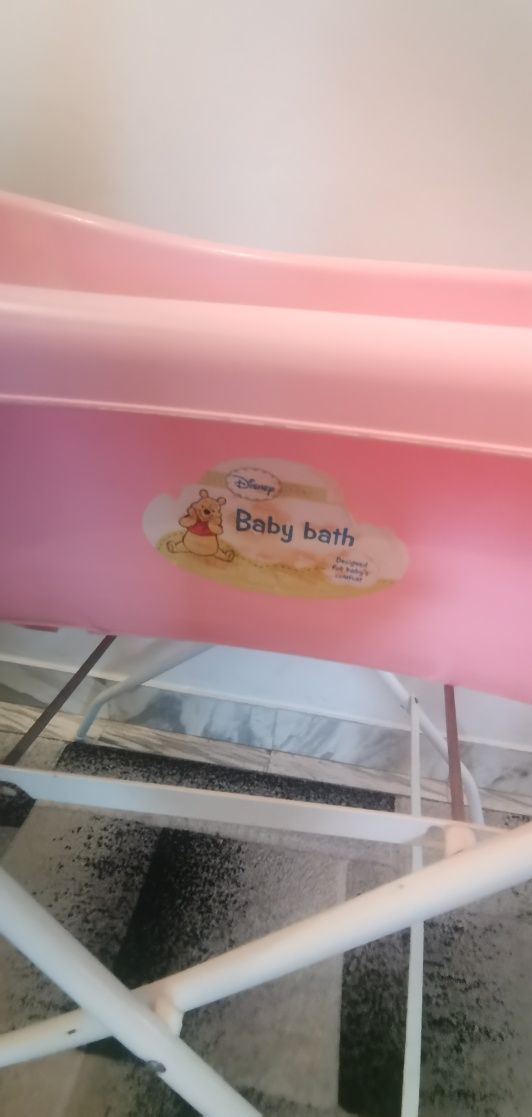 Disney
Baby bath
Designed
for baby's
comfort